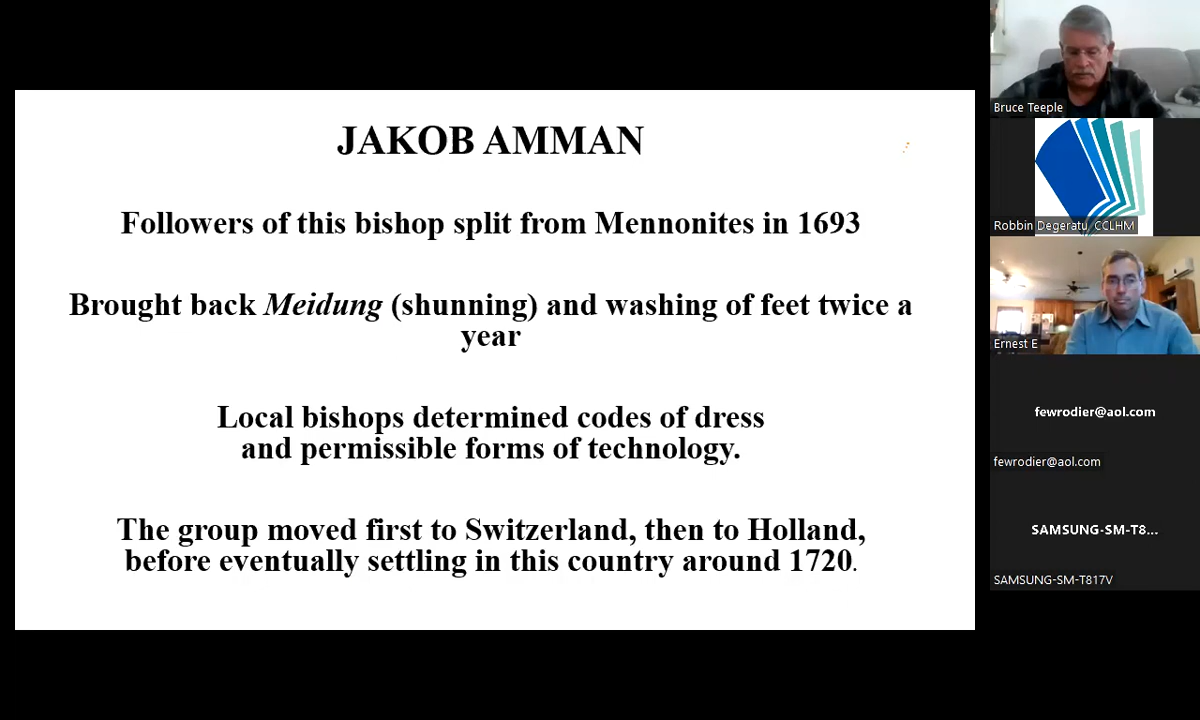 JAKOB AMMAN
Followers of this bishop split from Mennonites in 1693
Brought back Meidung (shunning) and washing of feet twice a
year
Local bishops determined codes of dress
and permissible forms of technology.
The group moved first to Switzerland, then to Holland,
before eventually settling in this country around 1720.
Bruce Teeple
Robbin Degeratu, CCLHM
Ernest E
fewrodier@aol.com
fewrodier@aol.com
SAMSUNG-SM-T8...
SAMSUNG-SM-T817V